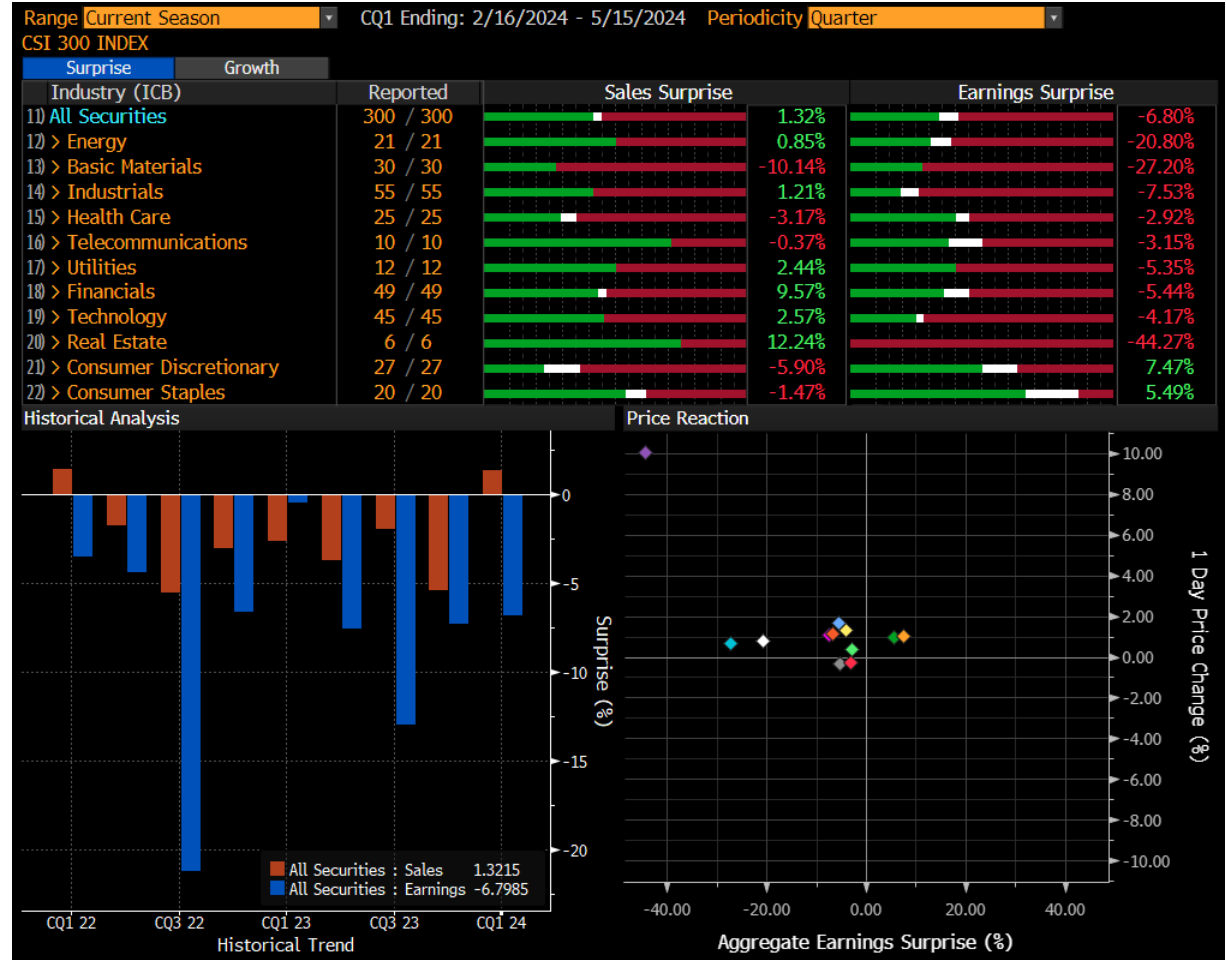 Range Current Season CQ1 Ending: 2/16/2024 - 5/15/2024 Periodicity Quarter
CSI 300 INDEX
Surprise Growth
Industry (ICB) Reported Sales Surprise Earnings Surprise
11) All Securities 300 / 300 1.32% -6.80%
12) > Energy 21 / 21 0.85% -20.80%
13) > Basic Materials 30 / 30 -10.14% -27.20%
14) > Industrials 55 / 55 1.21% -7.53%
15) > Health Care 25 / 25 -3.17% -2.92%
16) > Telecommunications 10 / 10 -0.37% -3.15%
17) > Utilities 12 / 12 2.44% -5.35%
18) > Financials 49 / 49 9.57% -5.44%
19) > Technology 45 / 45 2.57% -4.17%
20) > Real Estate 6 / 6 12.24% -44.27%
21) > Consumer Discretionary 27 / 27 -5.90% 7.47%
22) > Consumer Staples 20 / 20 -1.47% 5.49%
Historical Analysis
0
-5
-10
-15
-20
Surprise (%)
All Securities : Sales 1.3215
All Securities : Earnings -6.7985
CQ1 22 CQ3 22 CQ1 23 CQ3 23 CQ1 24
Historical Trend
Price Reaction
10.00
8.00
6.00
4.00
2.00
0.00
-2.00
-4.00
-6.00
-8.00
-10.00
1 Day Price Change (%)
-40.00 -20.00 0.00 20.00 40.00
Aggregate Earnings Surprise (%)